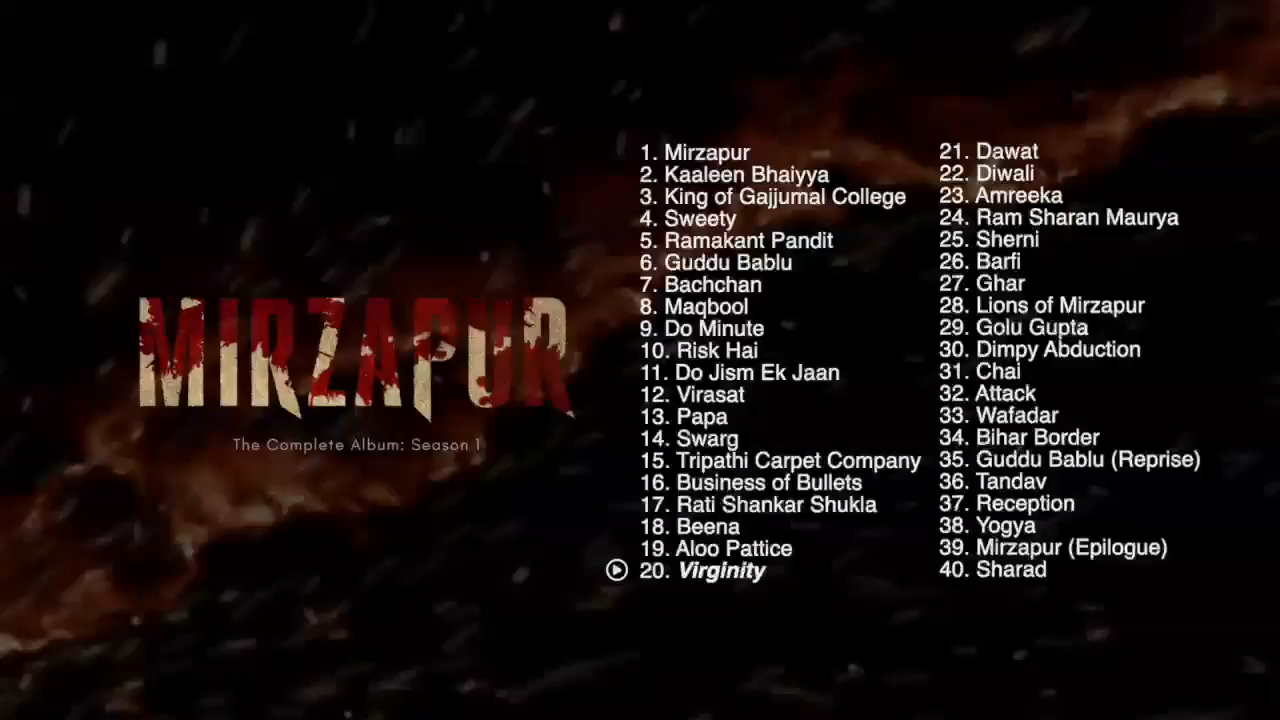 MIRZAPUR
The Complete Album: Season 1
1. Mirzapur
2. Kaaleen Bhaiyya
3. King of Gajjumal College
4. Sweety
5. Ramakant Pandit
6. Guddu Bablu
7. Bachchan
8. Maqbool
9. Do Minute
10. Risk Hai
11. Do Jism Ek Jaan
12. Virasat
13. Papa
14. Swarg
15. Tripathi Carpet Company
16. Business of Bullets
17. Rati Shankar Shukla
18. Beena
19. Aloo Pattice
20. Virginity
21. Dawat
22. Diwali
23. Amreeka
24. Ram Sharan Maurya
25. Sherni
26. Barfi
27. Ghar
28. Lions of Mirzapur
29. Golu Gupta
30. Dimpy Abduction
31. Chai
32. Attack
33. Wafadar
34. Bihar Border
35. Guddu Bablu (Reprise)
36. Tandav
37. Reception
38. Yogya
39. Mirzapur (Epilogue)
40. Sharad